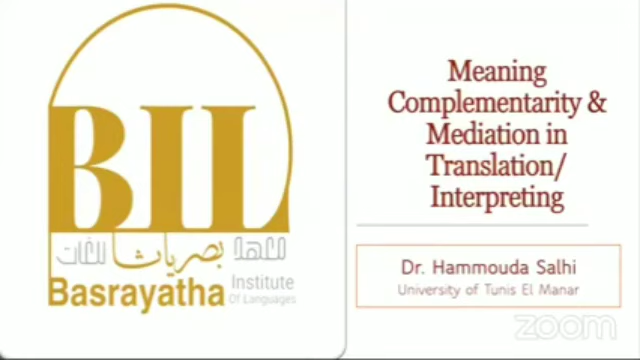 BIL
معهد بصرياثا للغات
Basrayatha Institute
Of Languages
Meaning
Complementarity &
Mediation in
Translation/
Interpreting
Dr. Hammouda Salhi
University of Tunis El Manar
zoom